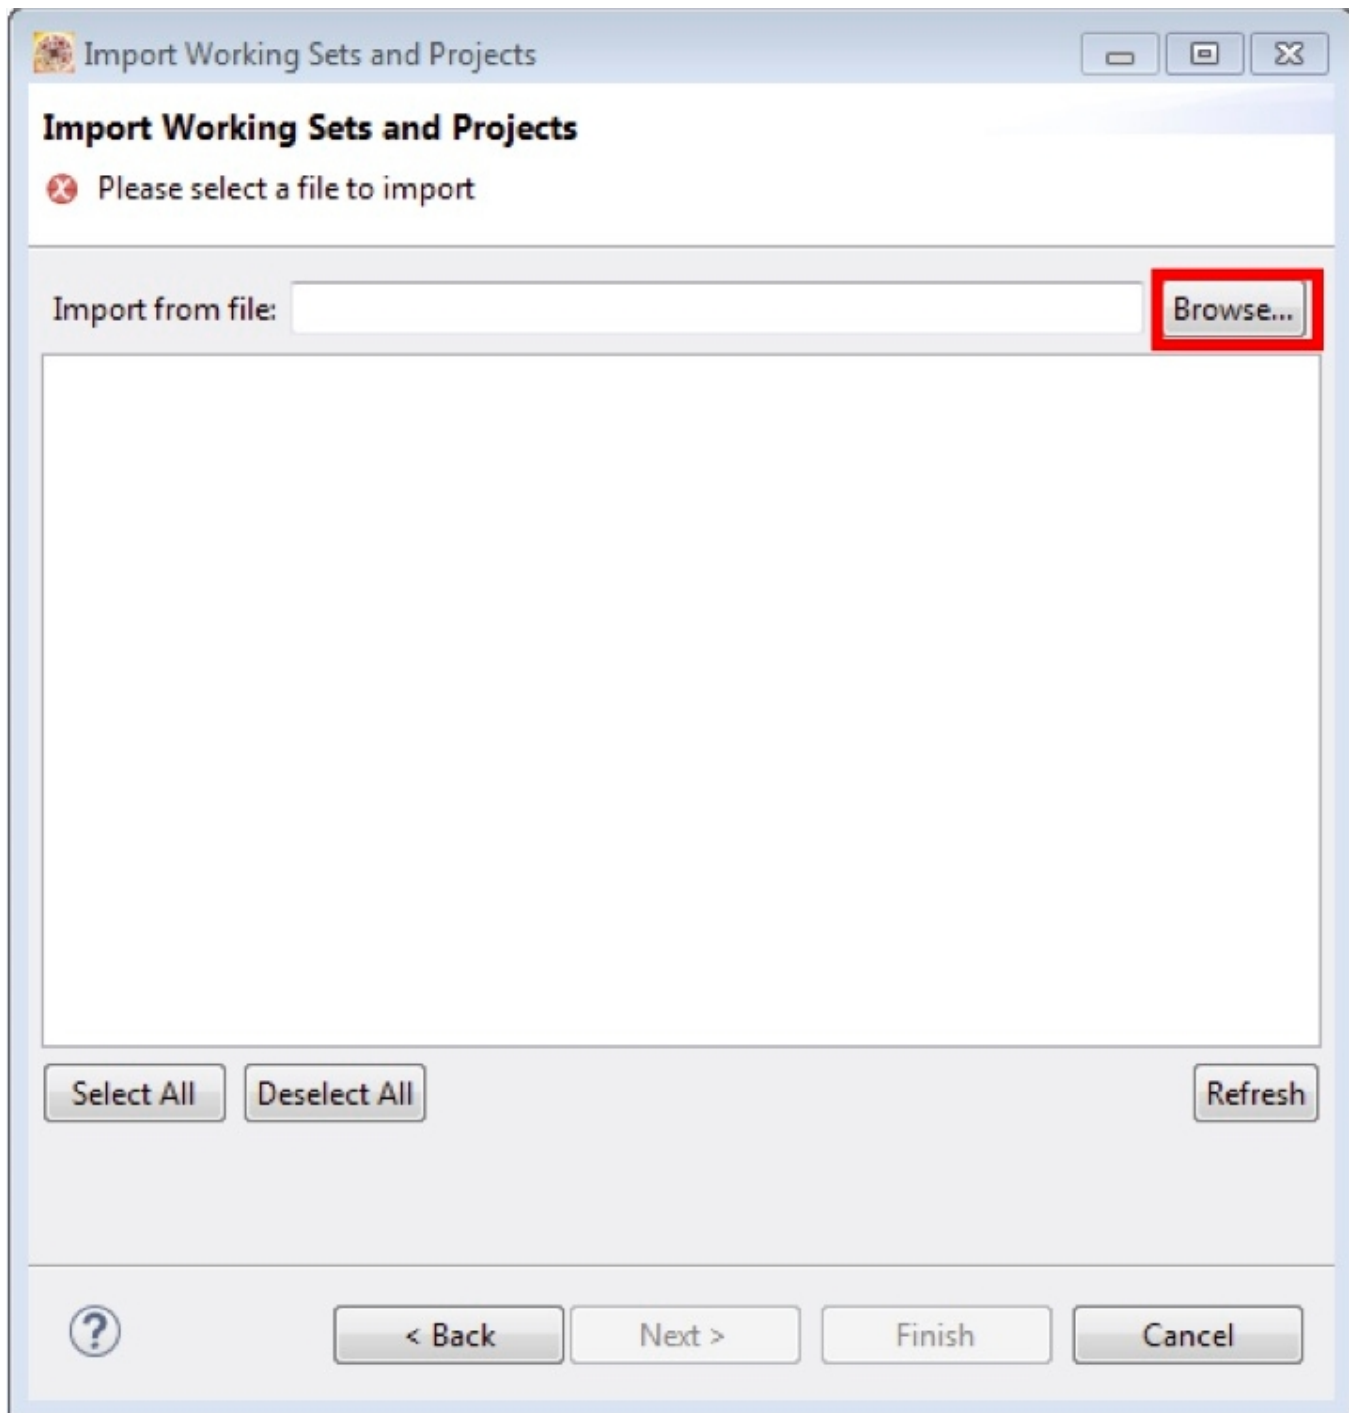 Import Working Sets and Projects
Import Working Sets and Projects
Please select a file to import
Import from file: Browse...
Select All Deselect All Refresh
? < Back Next > Finish Cancel